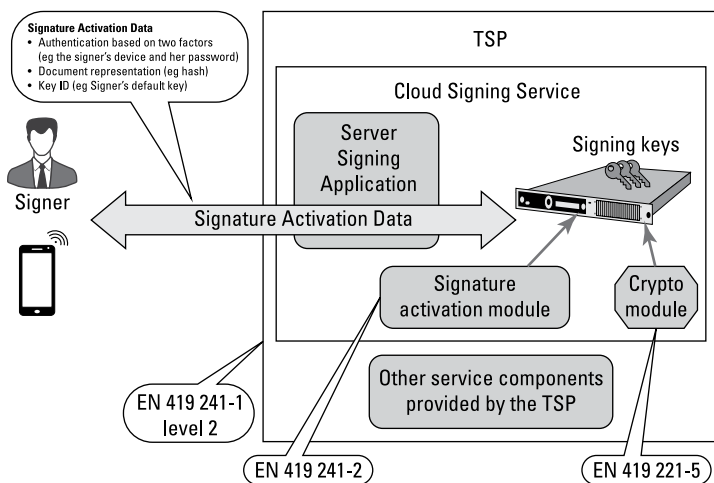 Signature Activation Data
• Authentication based on two factors
(eg the signer's device and her password)
• Document representation (eg hash)
• Key ID (eg Signer's default key)
TSP
Cloud Signing Service
Server
Signing
Application
Signing keys
Signer
Signature Activation Data
Signature
activation module
Crypto
module
Other service components
provided by the TSP
EN 419 241-1
level 2
EN 419 241-2
EN 419 221-5